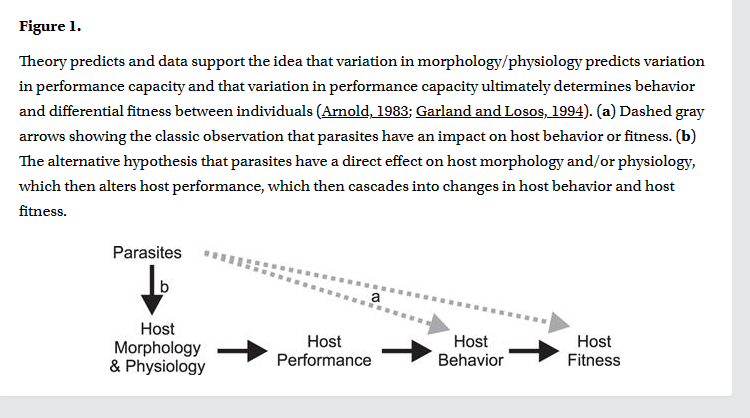 Figure 1.
Theory predicts and data support the idea that variation in morphology/physiology predicts variation
in performance capacity and that variation in performance capacity ultimately determines behavior
and differential fitness between individuals (Arnold, 1983; Garland and Losos, 1994). (a) Dashed gray
arrows showing the classic observation that parasites have an impact on host behavior or fitness. (b)
The alternative hypothesis that parasites have a direct effect on host morphology and/or physiology,
which then alters host performance, which then cascades into changes in host behavior and host
fitness.
Parasites
b
a
Host
Morphology
& Physiology
Host
Performance
Host
Behavior
Host
Fitness